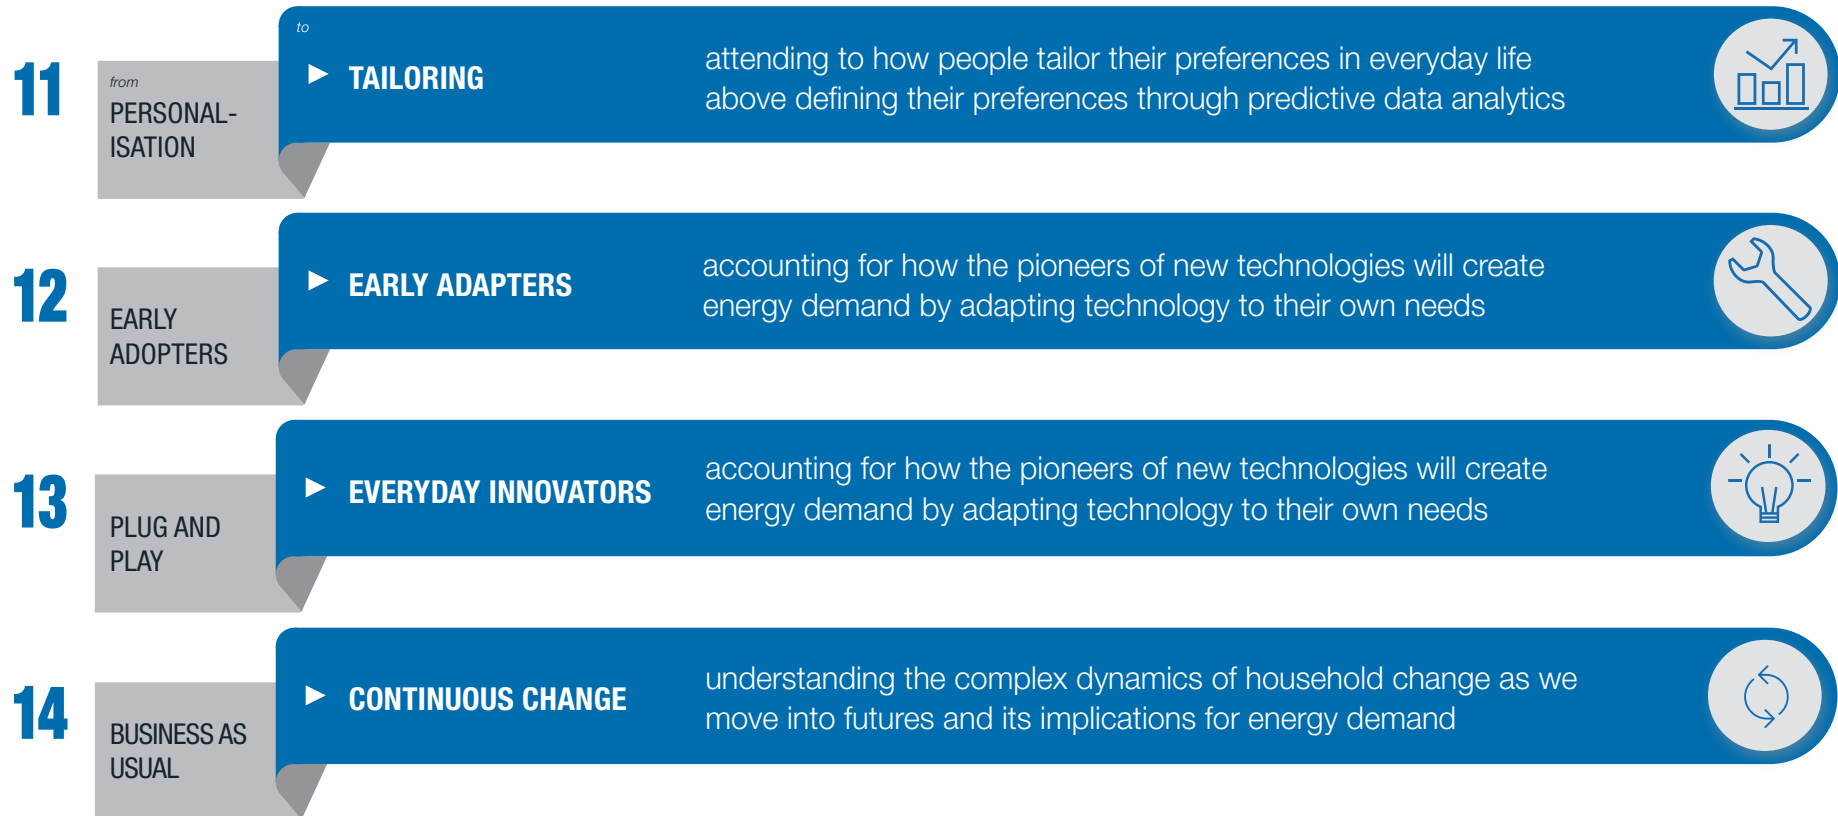 11
from
PERSONAL-
ISATION
to
► TAILORING
attending to how people tailor their preferences in everyday life
above defining their preferences through predictive data analytics
12
EARLY
ADOPTERS
► EARLY ADAPTERS
accounting for how the pioneers of new technologies will create
energy demand by adapting technology to their own needs
13
PLUG AND
PLAY
► EVERYDAY INNOVATORS
accounting for how the pioneers of new technologies will create
energy demand by adapting technology to their own needs
14
BUSINESS AS
USUAL
► CONTINUOUS CHANGE
understanding the complex dynamics of household change as we
move into futures and its implications for energy demand